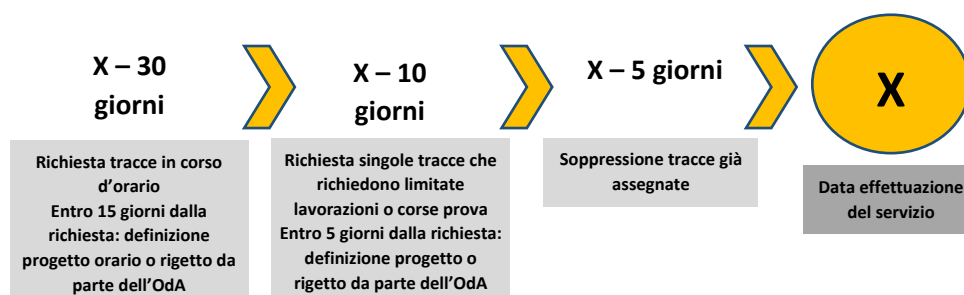 X – 30
giorni
Richiesta tracce in corso
d’orario
Entro 15 giorni dalla
richiesta: definizione
progetto orario o rigetto da
parte dell’OdA
X – 10
giorni
Richiesta singole tracce che
richiedono limitate
lavorazioni o corse prova
Entro 5 giorni dalla richiesta:
definizione progetto o
rigetto da parte dell’OdA
X – 5 giorni
Soppressione tracce già
assegnate
X
Data effettuazione
del servizio